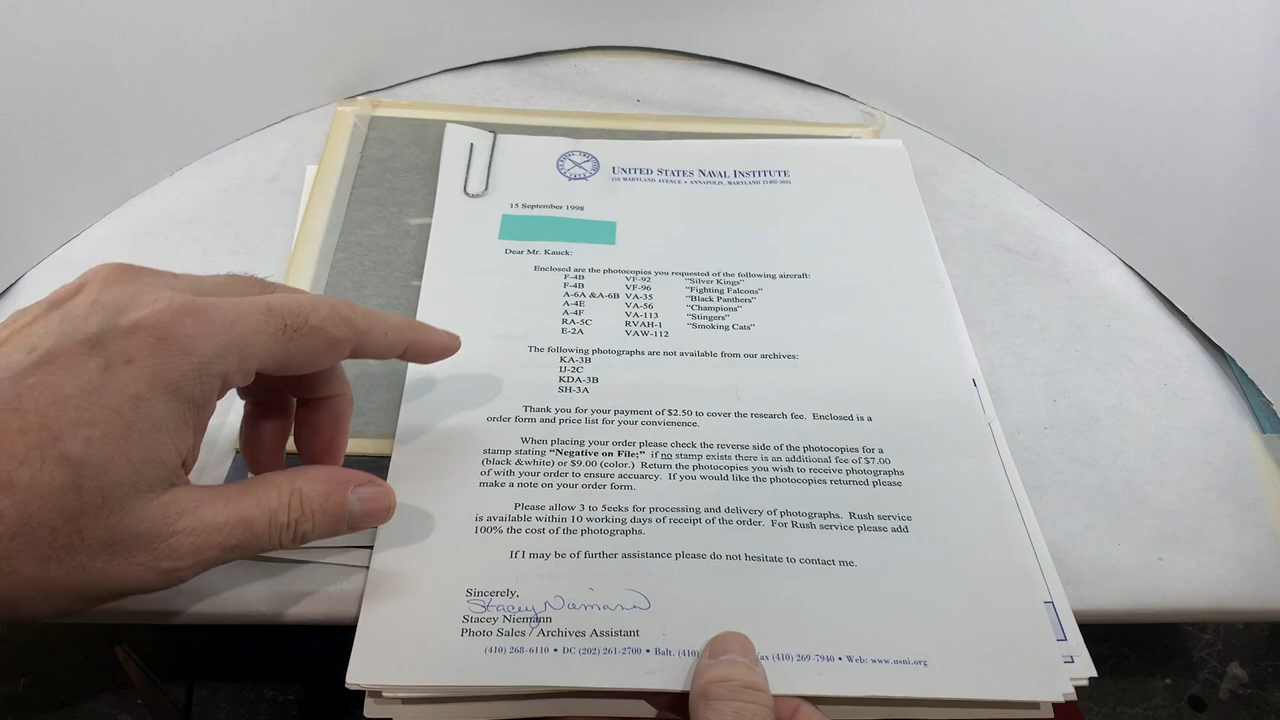 UNITED STATES NAVAL INSTITUTE
118 MARYLAND AVENUE • ANNAPOLIS, MARYLAND 21402-5035
15 September 1998
Dear Mr. Kauck:
Enclosed are the photocopies you requested of the following aircraft:
F-4B VF-92 "Silver Kings"
F-4B VF-96 "Fighting Falcons"
A-6A &A-6B VA-35 "Black Panthers"
A-4E VA-56 "Champions"
A-4F VA-113 "Stingers"
RA-5C RVAH-1 "Smoking Cats"
E-2A VAW-112
The following photographs are not available from our archives:
KA-3B
IJ-2C
KDA-3B
SH-3A
Thank you for your payment of $2.50 to cover the research fee. Enclosed is a
order form and price list for your convienence.
When placing your order please check the reverse side of the photocopies for a
stamp stating "Negative on File;" if no stamp exists there is an additional fee of $7.00
(black &white) or $9.00 (color.) Return the photocopies you wish to receive photographs
of with your order to ensure accuarcy. If you would like the photocopies returned please
make a note on your order form.
Please allow 3 to 5eeks for processing and delivery of photographs. Rush service
is available within 10 working days of receipt of the order. For Rush service please add
100% the cost of the photographs.
If I may be of further assistance please do not hesitate to contact me.
Sincerely,
Stacey Niemann
Stacey Niemann
Photo Sales / Archives Assistant
(410) 268-6110 • DC (202) 261-2700 • Balt. (410) Fax (410) 269-7940 • Web: www.usni.org